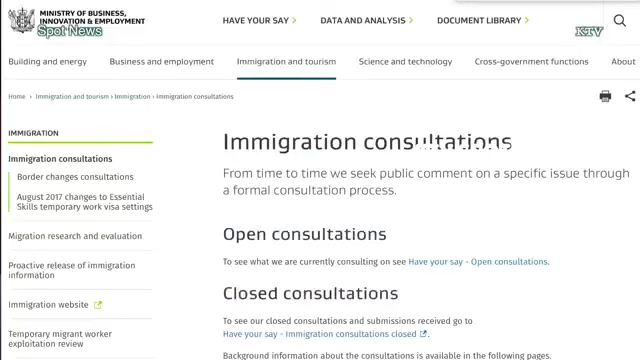 MINISTRY OF BUSINESS,
INNOVATION & EMPLOYMENT
Spot News
HAVE YOUR SAY
DATA AND ANALYSIS
DOCUMENT LIBRARY
XTV
Building and energy
Business and employment
Immigration and tourism
Science and technology
Cross-government functions
About
Home › Immigration and tourism › Immigration › Immigration consultations
IMMIGRATION
Immigration consultations
Border changes consultations
August 2017 changes to Essential
Skills temporary work visa settings
Migration research and evaluation
Proactive release of immigration
information
Immigration website
Temporary migrant worker
exploitation review
Immigration consultations
From time to time we seek public comment on a specific issue through
a formal consultation process.
Open consultations
To see what we are currently consulting on see Have your say - Open consultations.
Closed consultations
To see our closed consultations and submissions received go to
Have your say - Immigration consultations closed .
Background information about the consultations is available in the following pages.